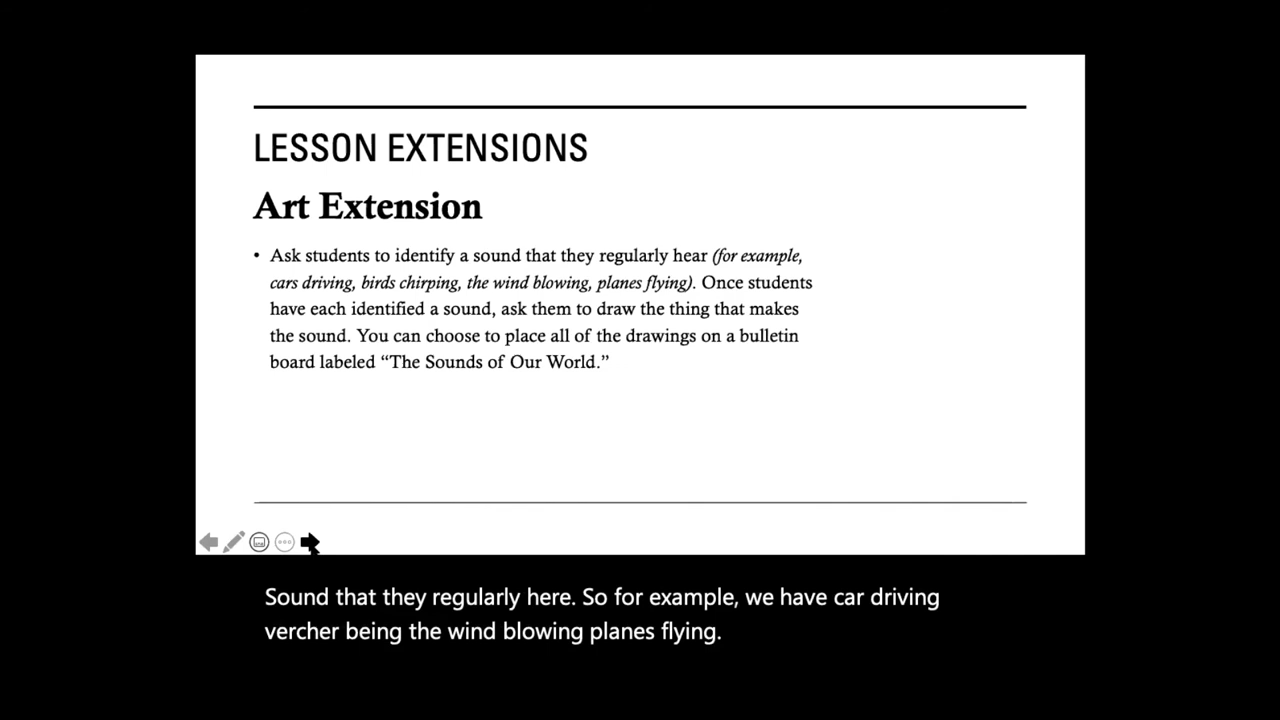 LESSON EXTENSIONS
Art Extension
• Ask students to identify a sound that they regularly hear (for example,
cars driving, birds chirping, the wind blowing, planes flying). Once students
have each identified a sound, ask them to draw the thing that makes
the sound. You can choose to place all of the drawings on a bulletin
board labeled “The Sounds of Our World.”
Sound that they regularly here. So for example, we have car driving
vercher being the wind blowing planes flying.